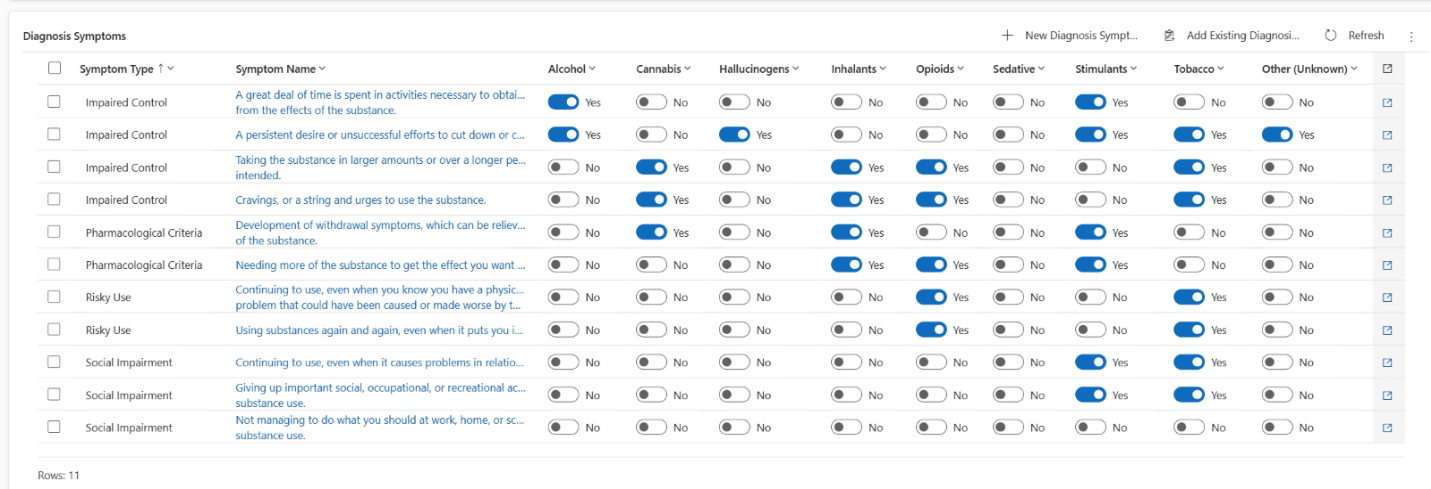 Diagnosis Symptoms
New Diagnosis Sympt... Add Existing Diagnosi... Refresh
Symptom Type Symptom Name Alcohol Cannabis Hallucinogens Inhalants Opioids Sedative Stimulants Tobacco Other (Unknown)
Impaired Control A great deal of time is spent in activities necessary to obtai... Yes No No No No No Yes No No
from the effects of the substance.
Impaired Control A persistent desire or unsuccessful efforts to cut down or c... Yes No Yes No No No Yes Yes Yes
Impaired Control Taking the substance in larger amounts or over a longer pe... No Yes No Yes Yes No No Yes No
intended.
Impaired Control Cravings, or a string and urges to use the substance. No Yes No Yes Yes No No Yes No
Pharmacological Criteria Development of withdrawal symptoms, which can be reliev... No Yes No Yes No No Yes No No
of the substance.
Pharmacological Criteria Needing more of the substance to get the effect you want ... No No No Yes Yes No Yes No No
Risky Use Continuing to use, even when you know you have a physic... No No No No Yes No No Yes No
problem that could have been caused or made worse by t...
Risky Use Using substances again and again, even when it puts you i... No No No No Yes No No Yes No
Social Impairment Continuing to use, even when it causes problems in relatio... No No No No No No Yes Yes No
Social Impairment Giving up important social, occupational, or recreational ac... No No No No No No Yes Yes No
substance use.
Social Impairment Not managing to do what you should at work, home, or sc... No No No No No No No No No
substance use.
Rows: 11